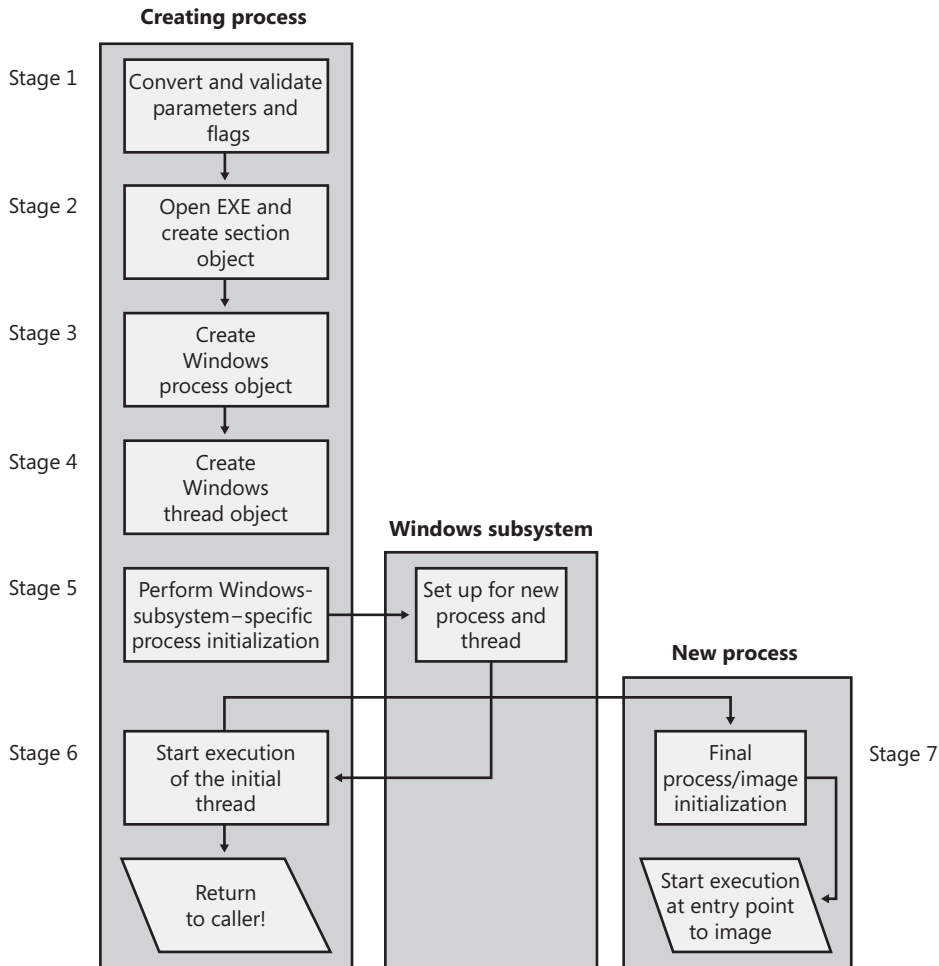 Creating process
Stage 1
Convert and validate
parameters and
flags
Stage 2
Open EXE and
create section
object
Stage 3
Create
Windows
process object
Stage 4
Create
Windows
thread object
Windows subsystem
Stage 5
Perform Windows-
subsystem–specific
process initialization
Set up for new
process and
thread
New process
Stage 6
Start execution
of the initial
thread
Final
process/image
initialization
Stage 7
Return
to caller!
Start execution
at entry point
to image